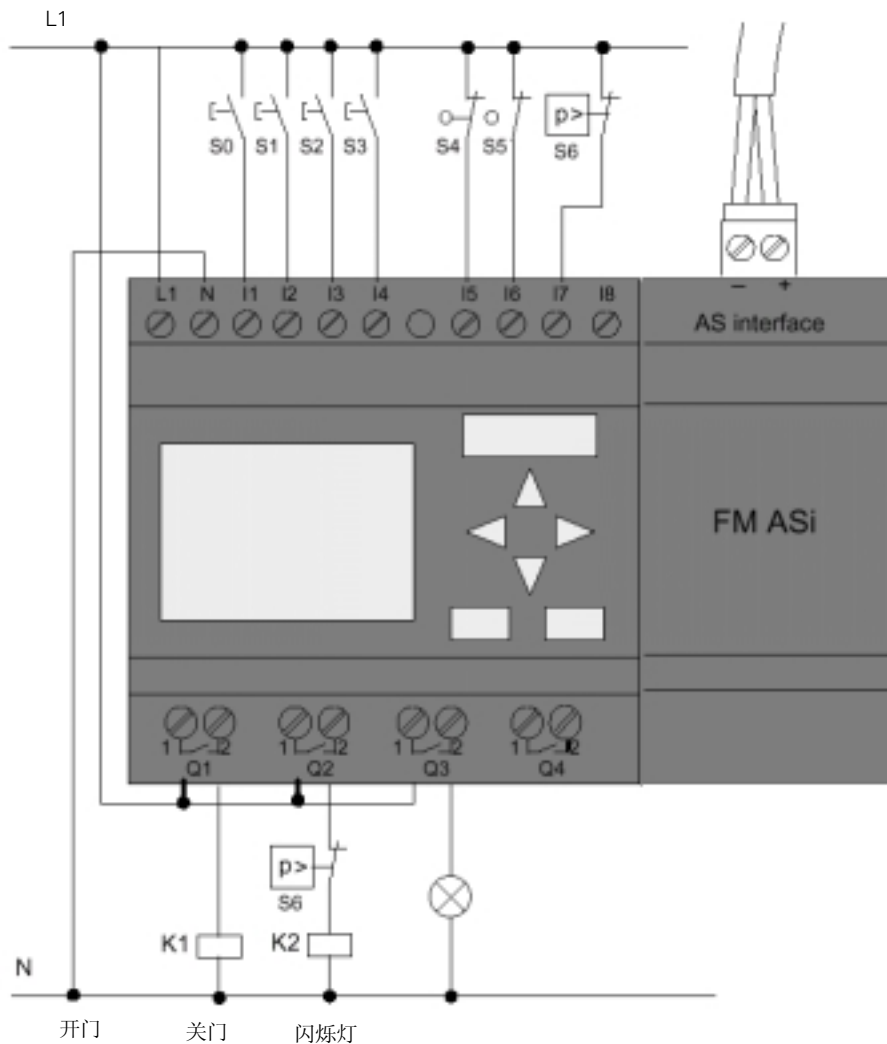 L1
S0 S1 S2 S3 S4 S5 p> S6
– +
L1 N I1 I2 I3 I4 I5 I6 I7 I8
AS interface
FM ASi
1 2 1 2 1 2 1 2
Q1 Q2 Q3 Q4
p>
S6
K1 K2
N
开门 关门 闪烁灯